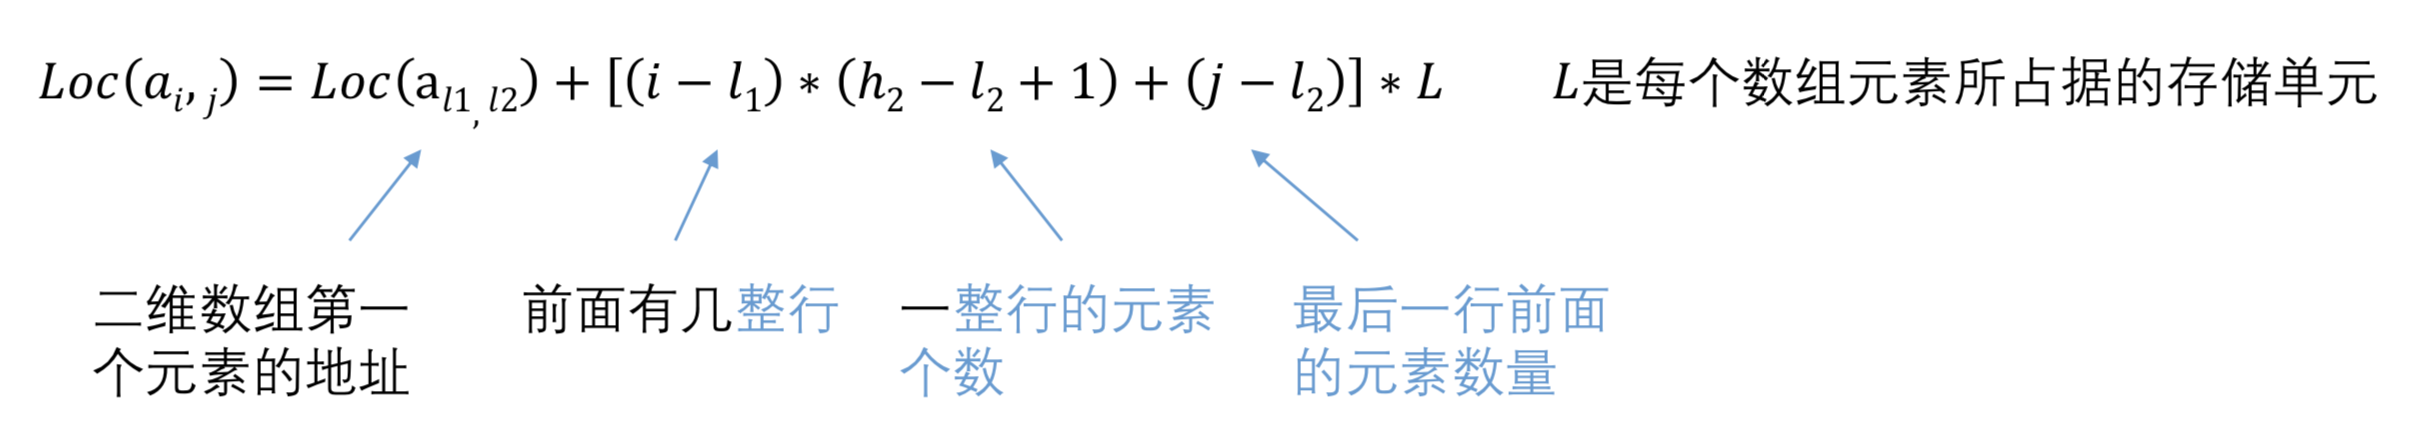 Loc(a_{i,j}) = Loc(a_{l1,l2}) + [(i − l_1) * (h_2 − l_2 + 1) + (j − l_2)] * L L是每个数组元素所占据的存储单元
二维数组第一
个元素的地址
前面有几整行
一整行的元素
个数
最后一行前面
的元素数量